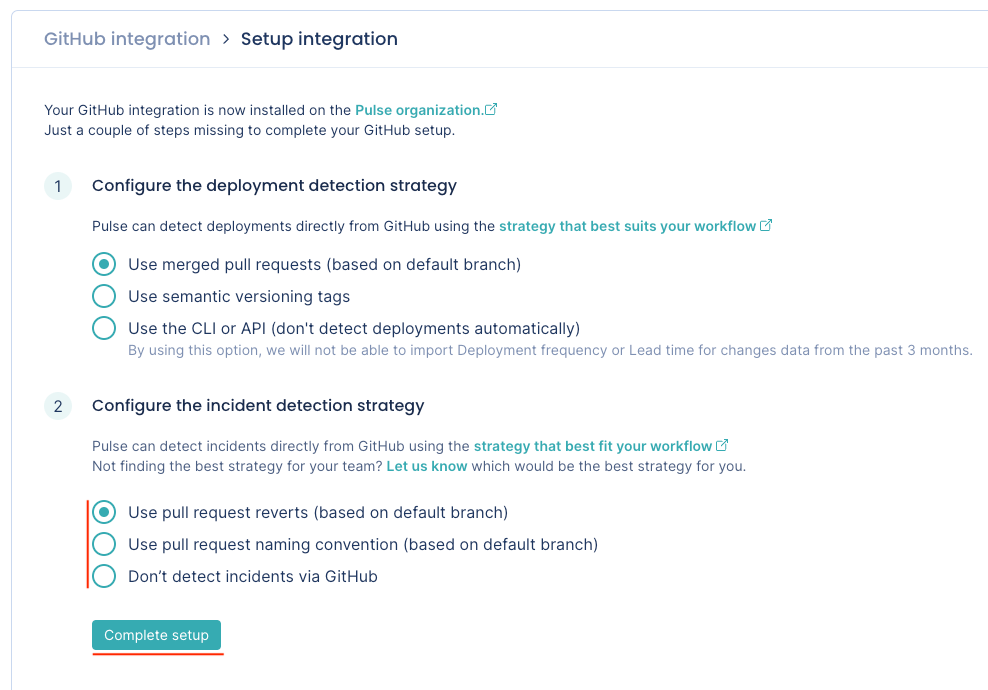 GitHub integration > Setup integration
Your GitHub integration is now installed on the Pulse organization.
Just a couple of steps missing to complete your GitHub setup.
1 Configure the deployment detection strategy
Pulse can detect deployments directly from GitHub using the strategy that best suits your workflow
Use merged pull requests (based on default branch)
Use semantic versioning tags
Use the CLI or API (don't detect deployments automatically)
By using this option, we will not be able to import Deployment frequency or Lead time for changes data from the past 3 months.
2 Configure the incident detection strategy
Pulse can detect incidents directly from GitHub using the strategy that best fit your workflow
Not finding the best strategy for your team? Let us know which would be the best strategy for you.
Use pull request reverts (based on default branch)
Use pull request naming convention (based on default branch)
Don’t detect incidents via GitHub
Complete setup